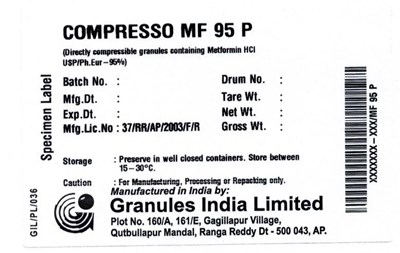 COMPRESSO MF 95 P
(Directly compressible granules containing Metformin HCl
USP/Ph.Eur-95%)
Batch No. : Drum No. :
Mfg.Dt. : Tare Wt. :
Exp.Dt. : Net Wt. :
Mfg.Lic.No : 37/RR/AP/2003/F/R Gross Wt. :
Storage : Preserve in well closed containers. Store between
15-30°C.
Caution : For Manufacturing, Processing or Repacking only.
Manufactured in India by:
Granules India Limited
Plot No. 160/A, 161/E, Gagillapur Village,
Qutbullapur Mandal, Ranga Reddy Dt - 500 043, AP.
Specimen Label
GIL/PL/036
XXXXXXX-XXX/MF 95 P